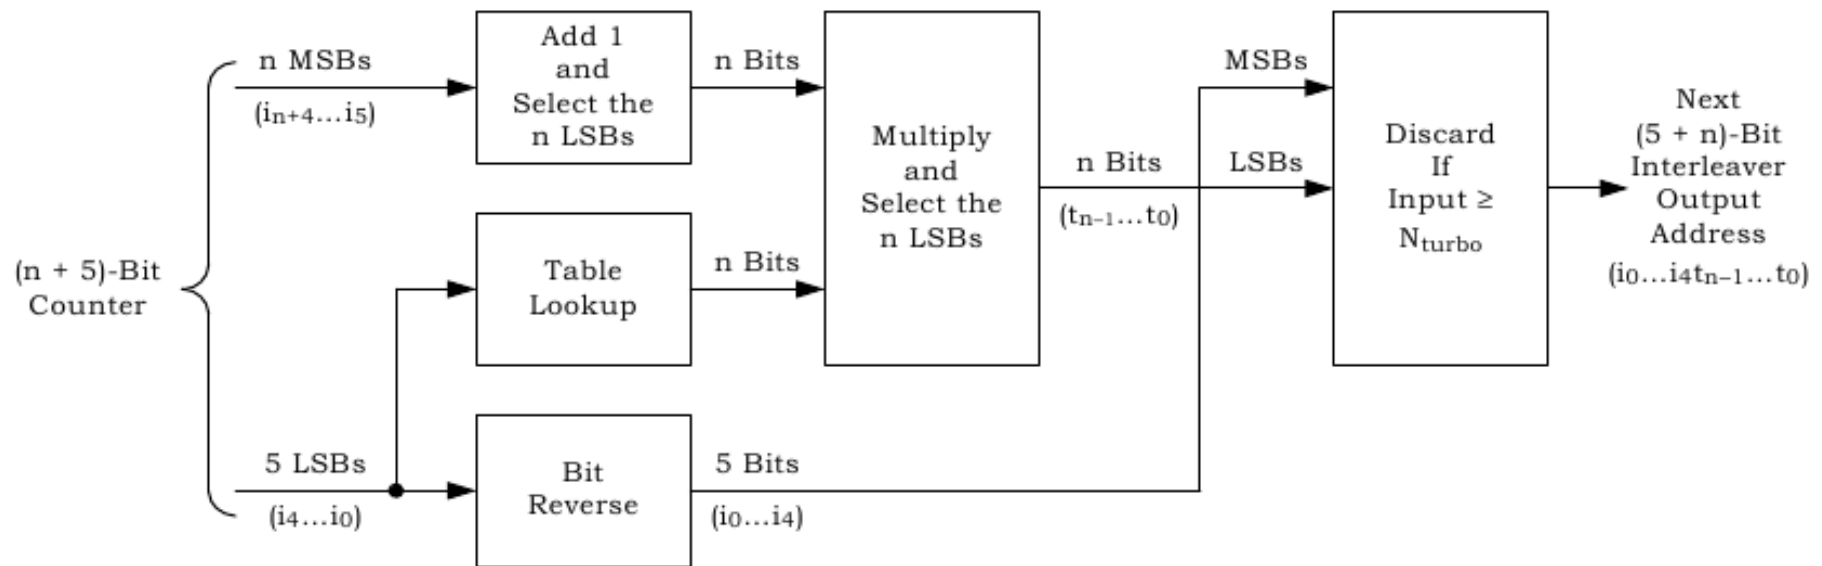 (n + 5)-Bit
Counter
n MSBs
(in+4...i5)
5 LSBs
(i4...i0)
Add 1
and
Select the
n LSBs
n Bits
Table
Lookup
n Bits
Bit
Reverse
5 Bits
(i0...i4)
Multiply
and
Select the
n LSBs
n Bits
(tn–1...t0)
MSBs
LSBs
Discard
If
Input ≥
Nturbo
Next
(5 + n)-Bit
Interleaver
Output
Address
(i0...i4tn–1...t0)